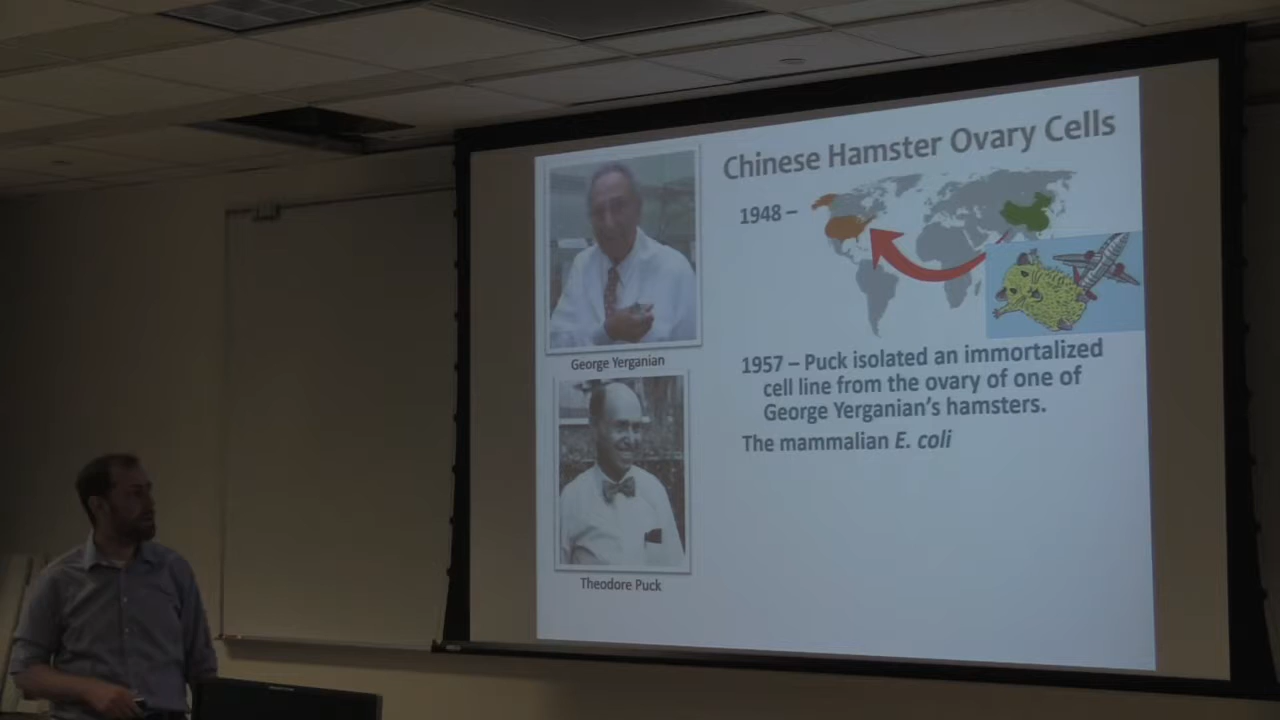 Chinese Hamster Ovary Cells
1948 –
George Yerganian
1957 – Puck isolated an immortalized
cell line from the ovary of one of
George Yerganian's hamsters.
The mammalian E. coli
Theodore Puck